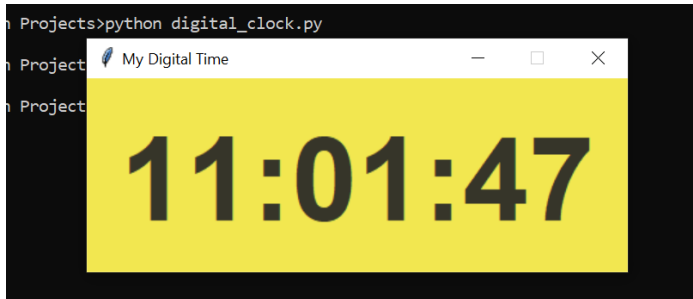 n Projects>python digital_clock.py
n Project
My Digital Time
n Project
11:01:47